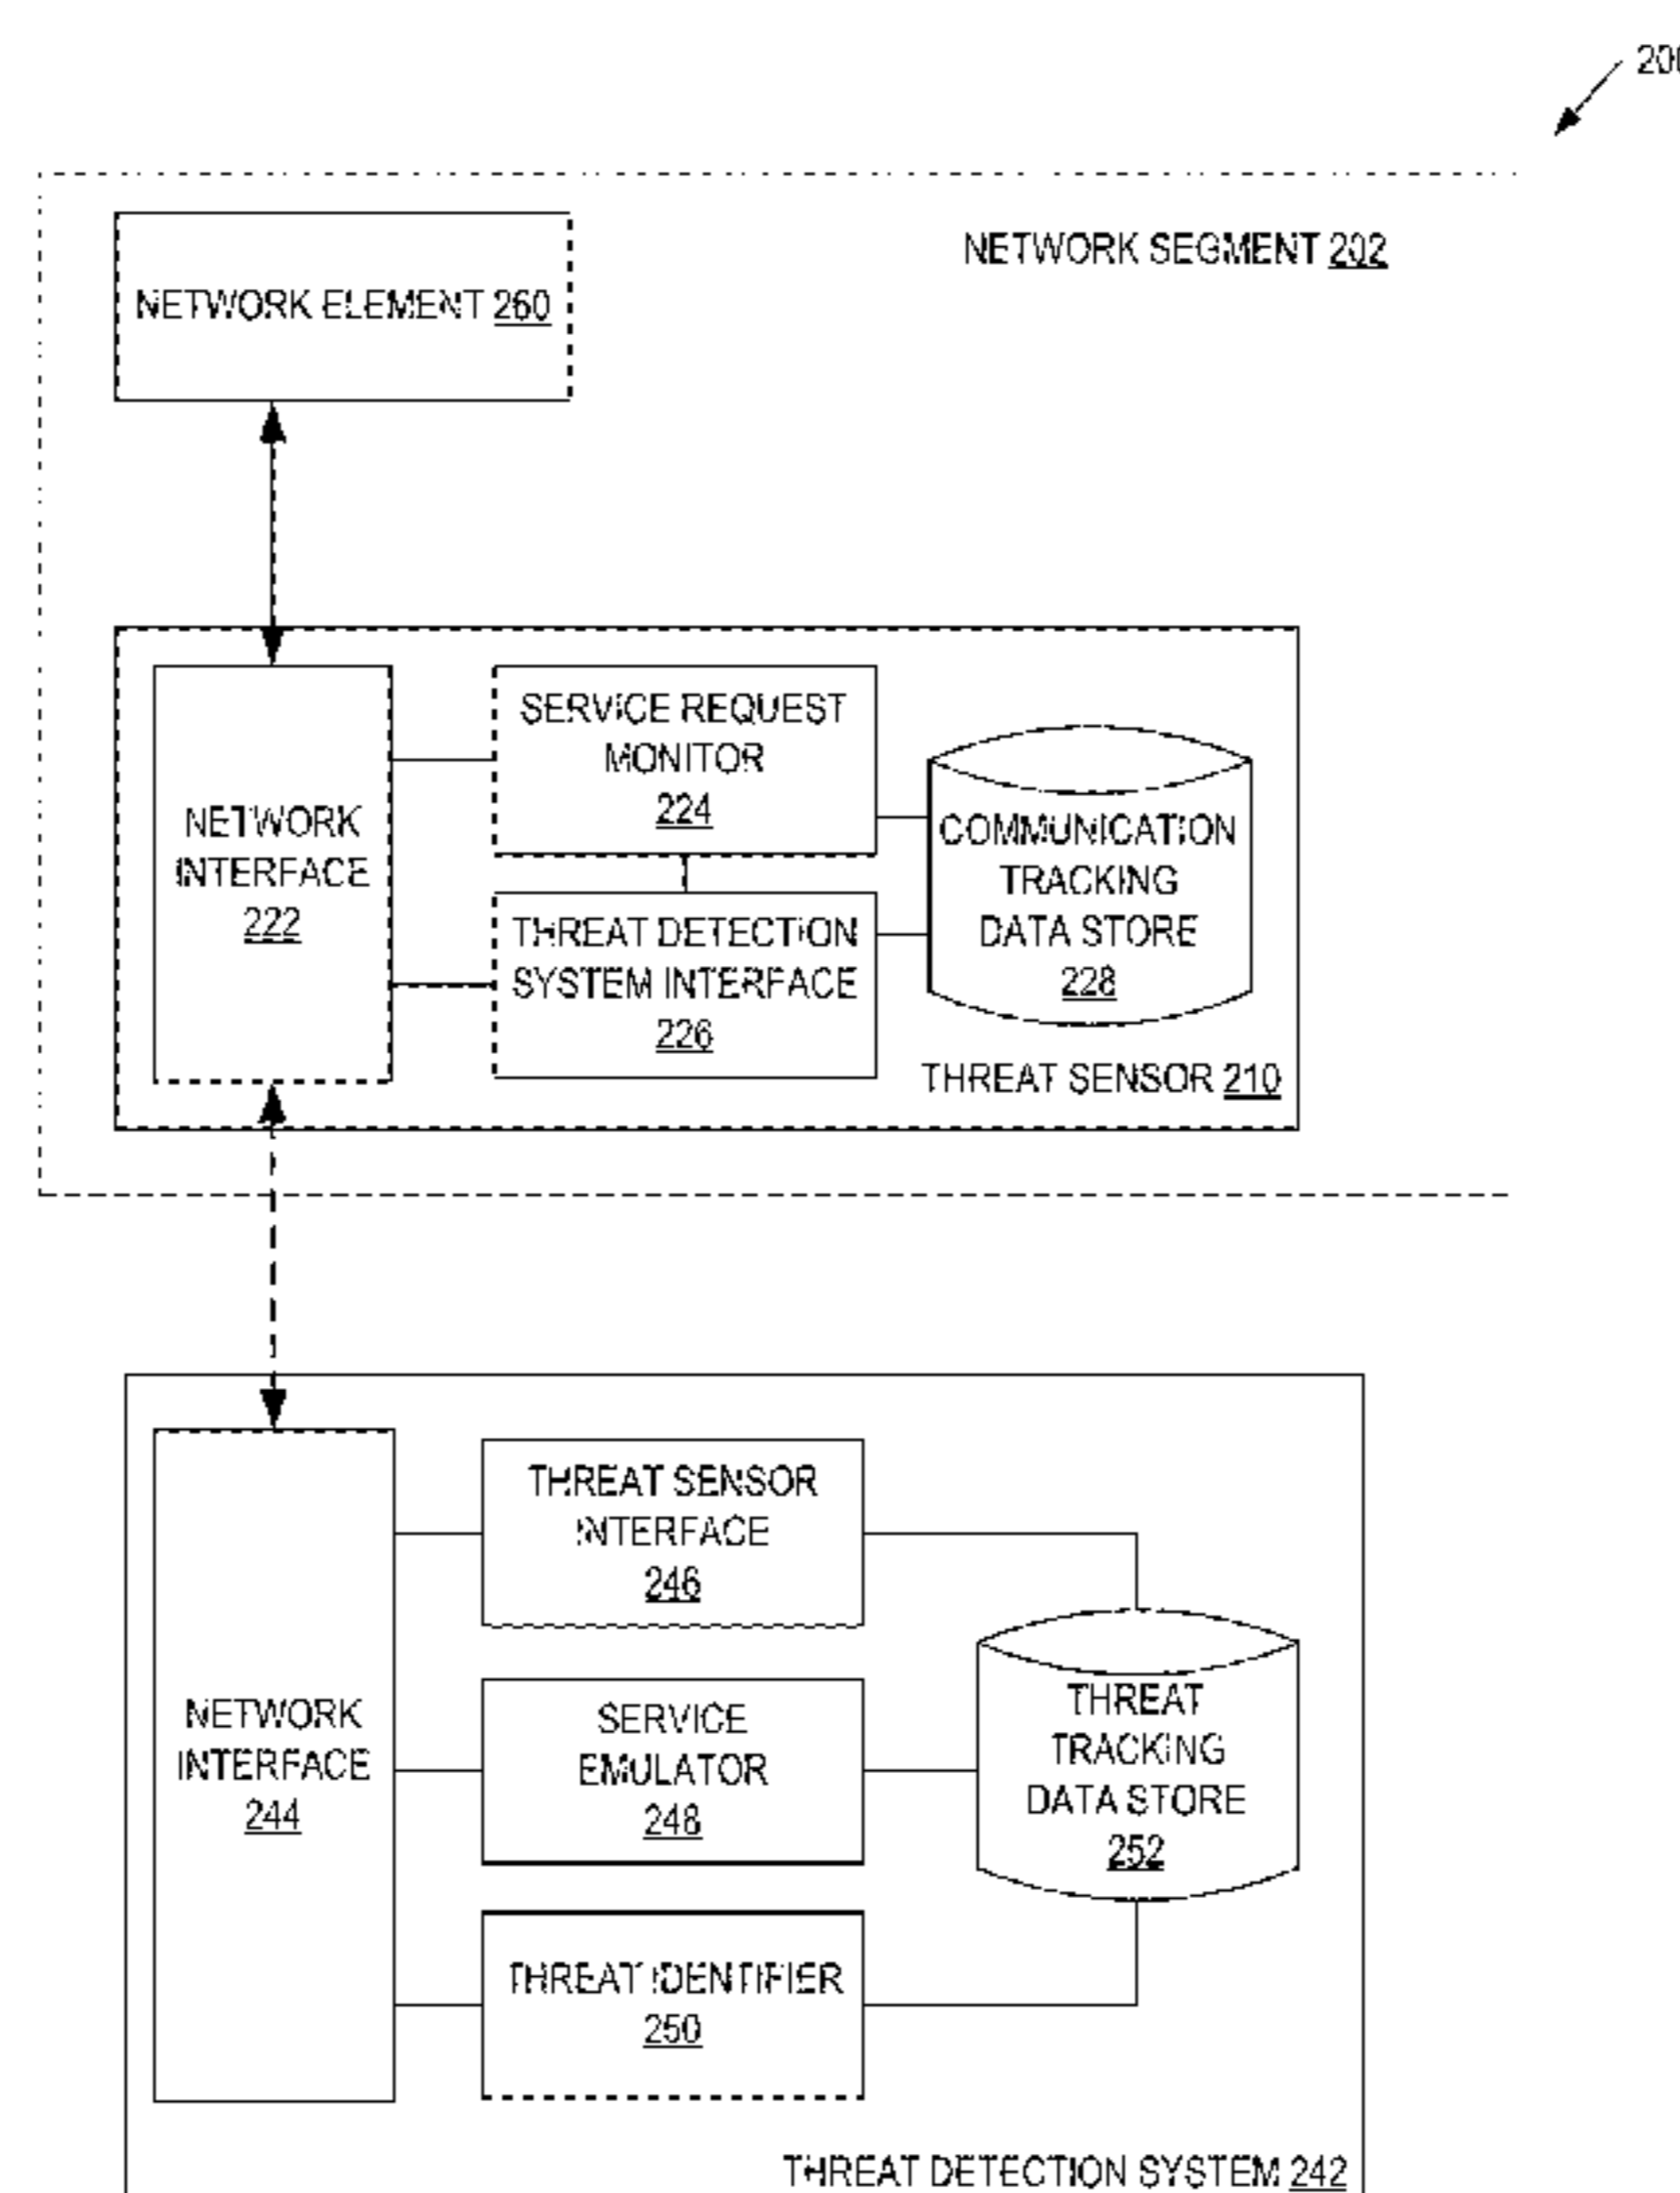 200
NETWORK SEGMENT 202
NETWORK ELEMENT 260
NETWORK
INTERFACE
222
SERVICE REQUEST
MONITOR
224
THREAT DETECTION
SYSTEM INTERFACE
226
COMMUNICATION
TRACKING
DATA STORE
228
THREAT SENSOR 210
NETWORK
INTERFACE
244
THREAT SENSOR
INTERFACE
246
SERVICE
EMULATOR
248
THREAT IDENTIFIER
250
THREAT
TRACKING
DATA STORE
252
THREAT DETECTION SYSTEM 242